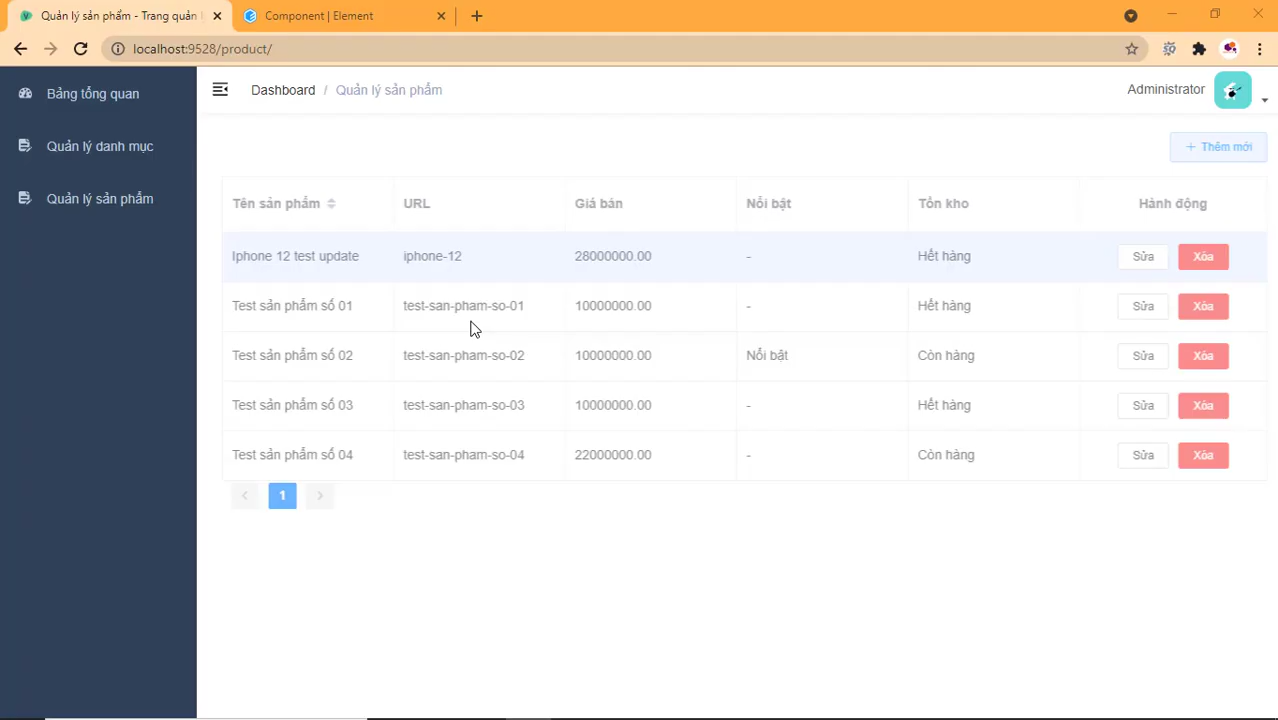 Quản lý sản phẩm - Trang quản
Component | Element
localhost:9528/product/
Bảng tổng quan
Quản lý danh mục
Quản lý sản phẩm
Dashboard / Quản lý sản phẩm
Administrator
+ Thêm mới
Tên sản phẩm URL Giá bán Nổi bật Tồn kho Hành động
Iphone 12 test update iphone-12 28000000.00 - Hết hàng Sửa Xóa
Test sản phẩm số 01 test-san-pham-so-01 10000000.00 - Hết hàng Sửa Xóa
Test sản phẩm số 02 test-san-pham-so-02 10000000.00 Nổi bật Còn hàng Sửa Xóa
Test sản phẩm số 03 test-san-pham-so-03 10000000.00 - Hết hàng Sửa Xóa
Test sản phẩm số 04 test-san-pham-so-04 22000000.00 - Còn hàng Sửa Xóa
1